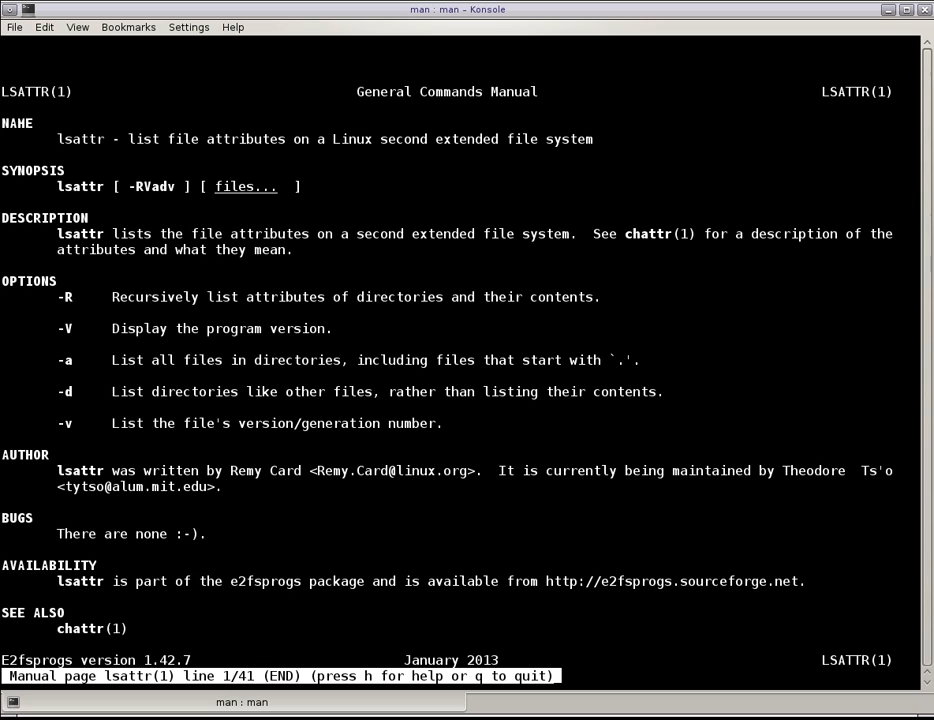 man : man – Konsole
File Edit View Bookmarks Settings Help
LSATTR(1) General Commands Manual LSATTR(1)
NAME
lsattr - list file attributes on a Linux second extended file system
SYNOPSIS
lsattr [ -RVadv ] [ files... ]
DESCRIPTION
lsattr lists the file attributes on a second extended file system. See chattr(1) for a description of the
attributes and what they mean.
OPTIONS
-R Recursively list attributes of directories and their contents.
-V Display the program version.
-a List all files in directories, including files that start with `.'.
-d List directories like other files, rather than listing their contents.
-v List the file's version/generation number.
AUTHOR
lsattr was written by Remy Card <Remy.Card@linux.org>. It is currently being maintained by Theodore Ts'o
<tytso@alum.mit.edu>.
BUGS
There are none :-).
AVAILABILITY
lsattr is part of the e2fsprogs package and is available from http://e2fsprogs.sourceforge.net.
SEE ALSO
chattr(1)
E2fsprogs version 1.42.7 January 2013 LSATTR(1)
Manual page lsattr(1) line 1/41 (END) (press h for help or q to quit)
man : man